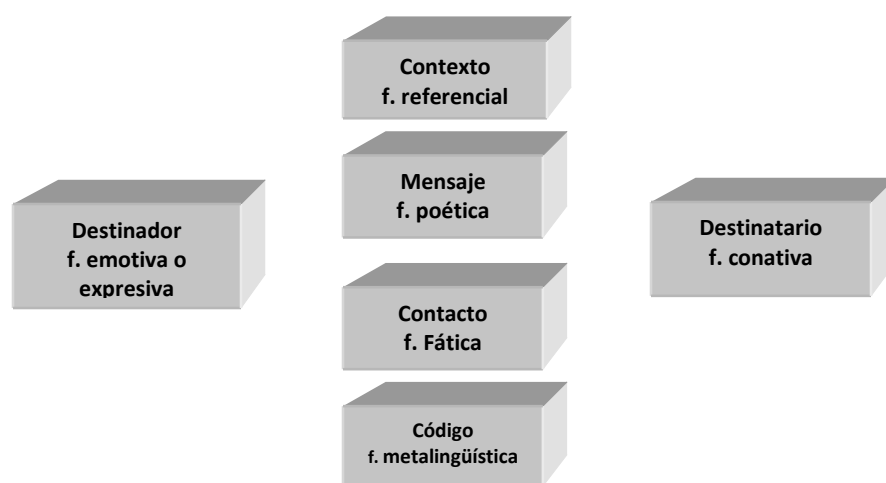 Contexto
f. referencial
Mensaje
f. poética
Destinador
f. emotiva o
expresiva
Destinatario
f. conativa
Contacto
f. Fática
Código
f. metalingüística